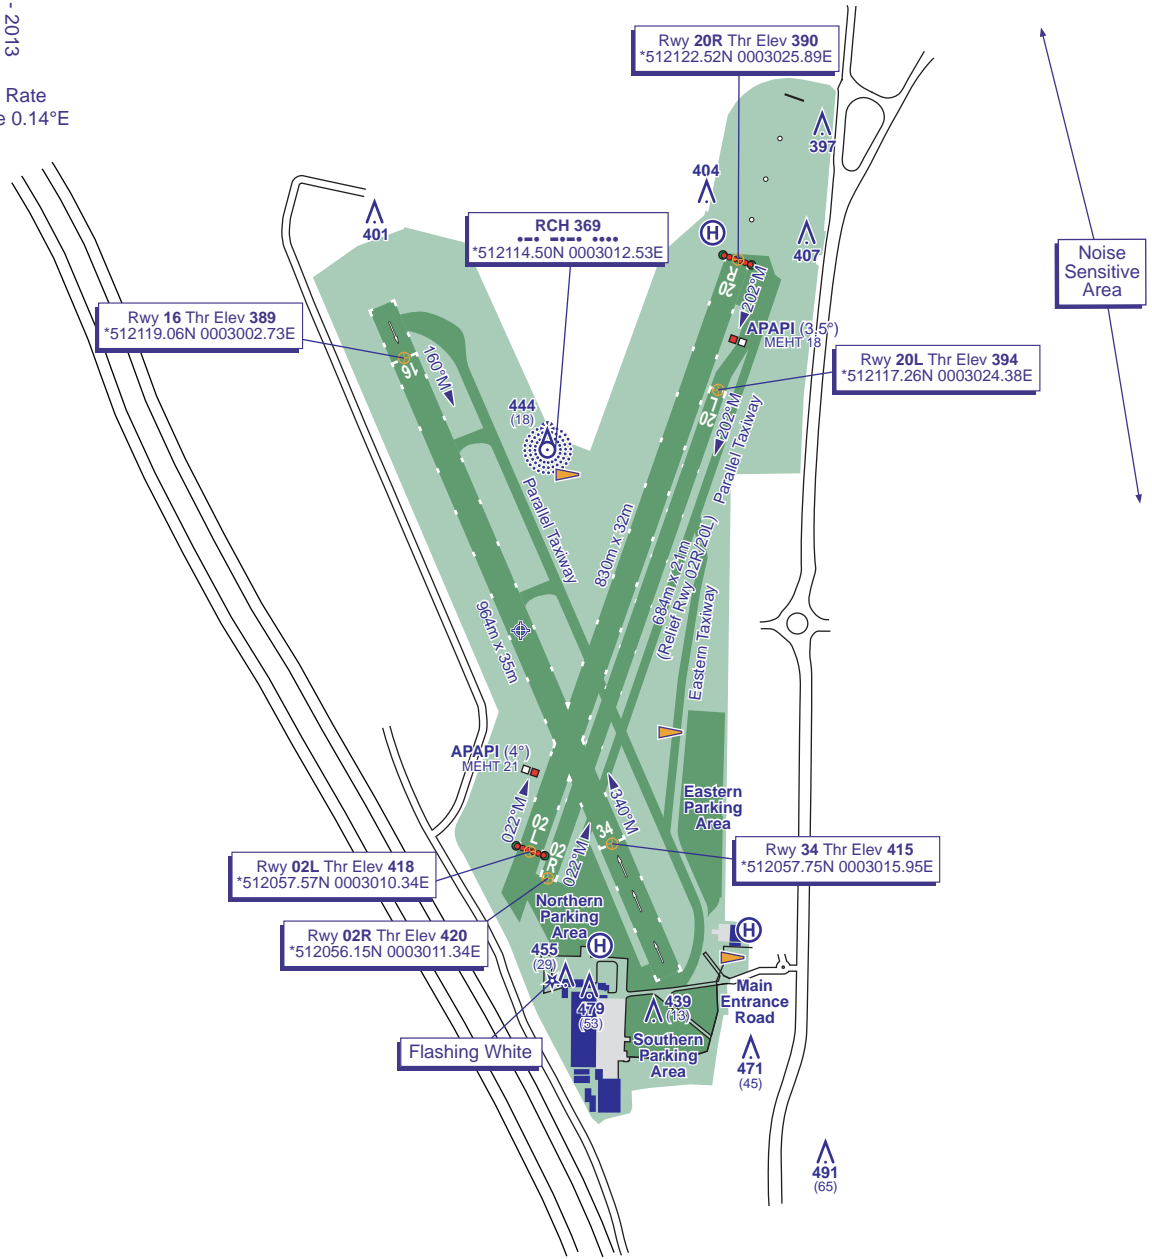 - 2013
Rate
e 0.14°E
Rwy 20R Thr Elev 390
*512122.52N 0003025.89E
397
404
401
H
407
RCH 369
*512114.50N 0003012.53E
Noise
Sensitive
Area
Rwy 16 Thr Elev 389
*512119.06N 0003002.73E
20
R
202°M
APAPI (3.5°)
MEHT 18
Rwy 20L Thr Elev 394
*512117.26N 0003024.38E
16
160°M
444
(18)
20
L
202°M
Parallel Taxiway
Parallel Taxiway
830m x 32m
684m x 21m
(Relief Rwy 02R/20L)
Eastern Taxiway
964m x 35m
APAPI (4°)
MEHT 21
022°M
340°M
Eastern
Parking
Area
02
L
02
R
022°M
34
Rwy 34 Thr Elev 415
*512057.75N 0003015.95E
Rwy 02L Thr Elev 418
*512057.57N 0003010.34E
Rwy 02R Thr Elev 420
*512056.15N 0003011.34E
Northern
Parking
Area
H
H
455
(29)
479
(53)
439
(13)
Main
Entrance
Road
Flashing White
Southern
Parking
Area
471
(45)
491
(65)